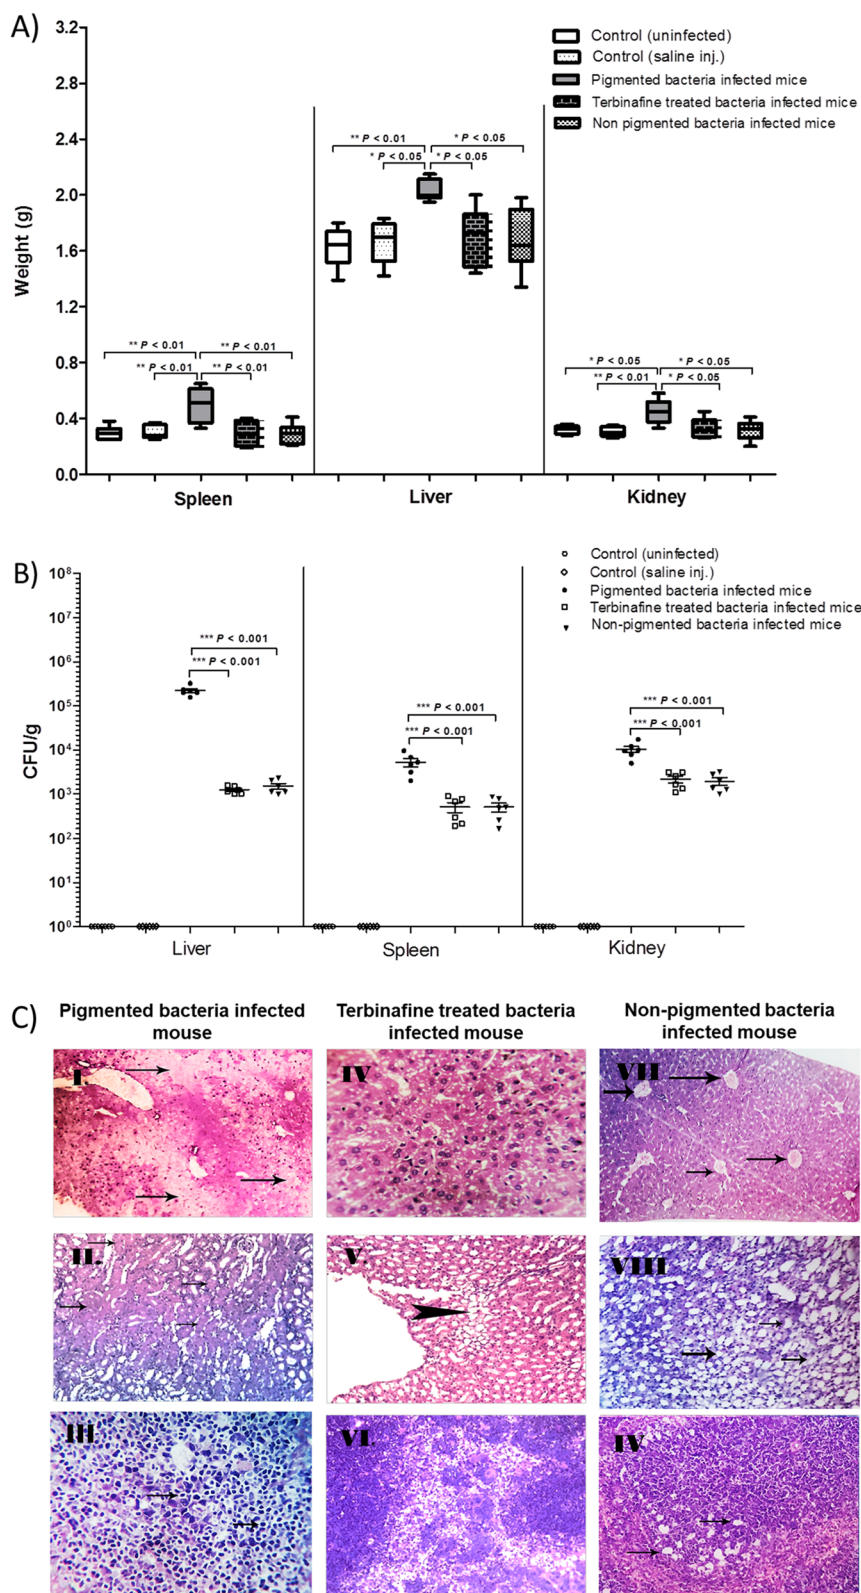 A)
3.2
2.8
2.4
2.0
1.6
1.2
0.8
0.4
0.0
Weight (g)
Control (uninfected)
Control (saline inj.)
Pigmented bacteria infected mice
Terbinafine treated bacteria infected mice
Non pigmented bacteria infected mice
** P < 0.01
* P < 0.05
* P < 0.05
* P < 0.05
** P < 0.01
** P < 0.01
** P < 0.01
** P < 0.01
* P < 0.05
* P < 0.05
** P < 0.01
* P < 0.05
Spleen
Liver
Kidney
B)
10⁸
10⁷
10⁶
10⁵
10⁴
10³
10²
10¹
10⁰
CFU/g
Control (uninfected)
Control (saline inj.)
Pigmented bacteria infected mice
Terbinafine treated bacteria infected mice
Non-pigmented bacteria infected mice
*** P < 0.001
*** P < 0.001
*** P < 0.001
*** P < 0.001
*** P < 0.001
*** P < 0.001
Liver
Spleen
Kidney
C)
Pigmented bacteria infected
mouse
Terbinafine treated bacteria
infected mouse
Non-pigmented bacteria
infected mouse
I.
IV
VII
II.
V.
VIII
III
VI
IV